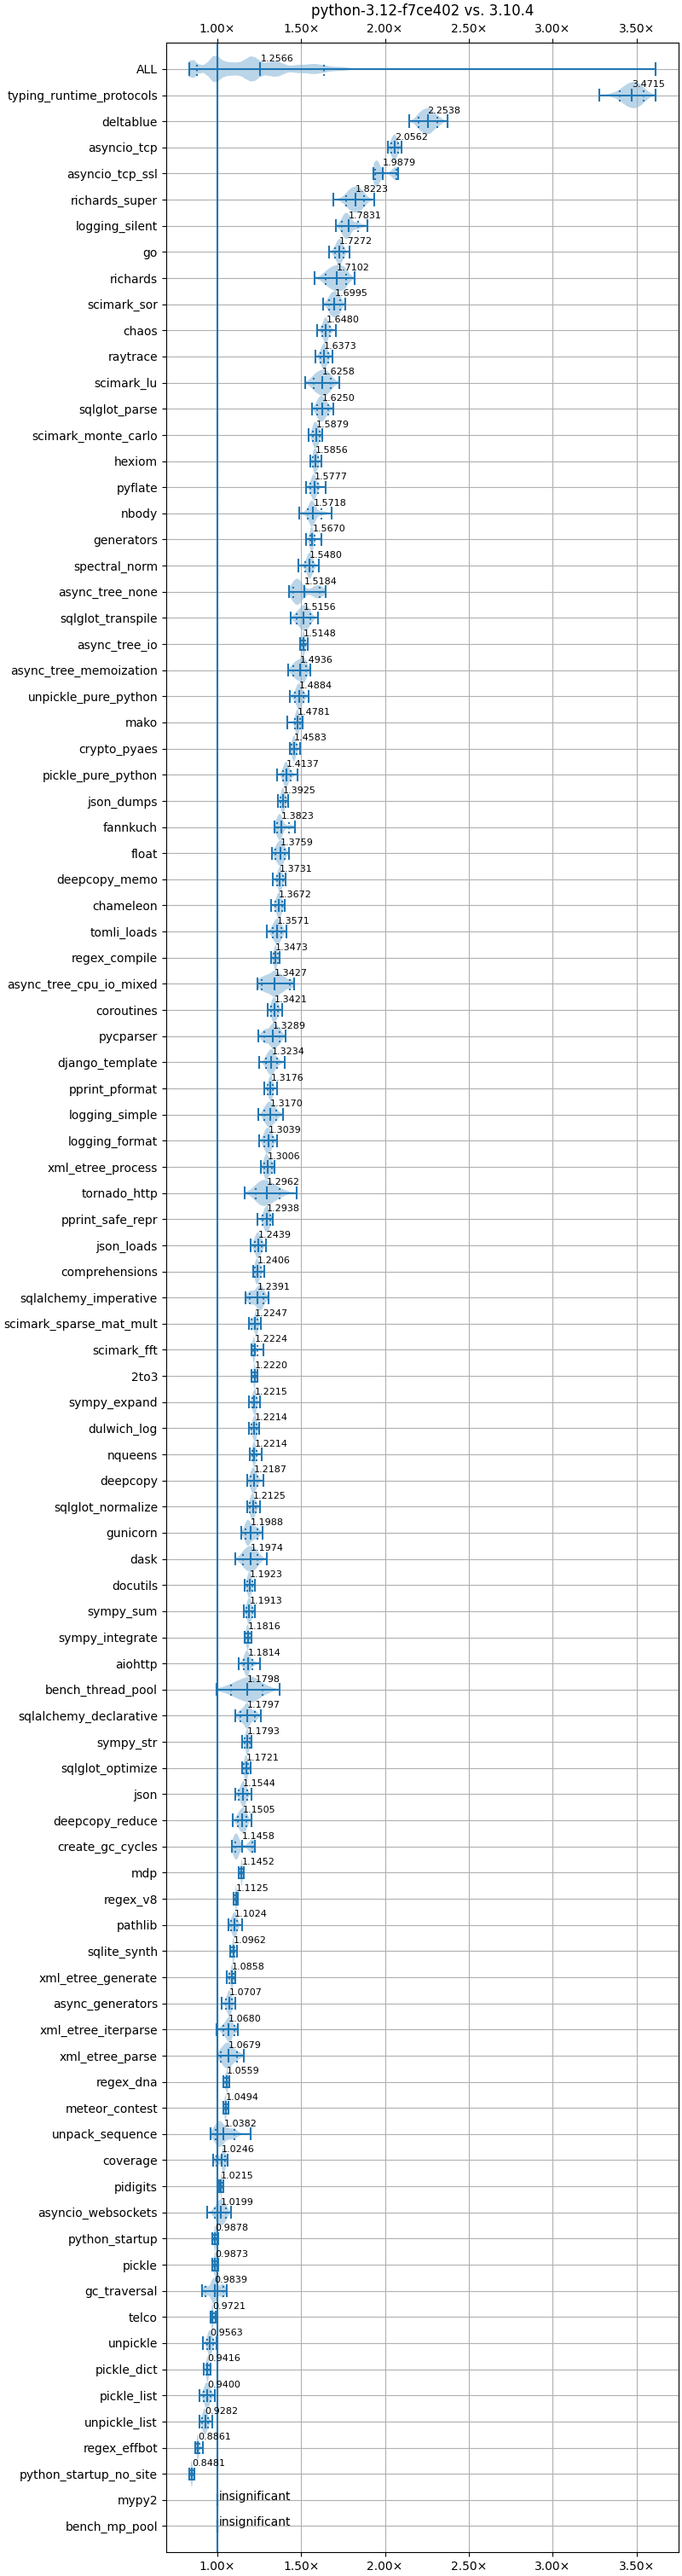 python-3.12-f7ce402 vs. 3.10.4
1.00× 1.50× 2.00× 2.50× 3.00× 3.50×
ALL 1.2566
typing_runtime_protocols 3.4715
deltablue 2.2538
asyncio_tcp 2.0562
asyncio_tcp_ssl 1.9879
richards_super 1.8223
logging_silent 1.7831
go 1.7272
richards 1.7102
scimark_sor 1.6995
chaos 1.6480
raytrace 1.6373
scimark_lu 1.6258
sqlglot_parse 1.6250
scimark_monte_carlo 1.5879
hexiom 1.5856
pyflate 1.5777
nbody 1.5718
generators 1.5670
spectral_norm 1.5480
async_tree_none 1.5184
sqlglot_transpile 1.5156
async_tree_io 1.5148
async_tree_memoization 1.4936
unpickle_pure_python 1.4884
mako 1.4781
crypto_pyaes 1.4583
pickle_pure_python 1.4137
json_dumps 1.3925
fannkuch 1.3823
float 1.3759
deepcopy_memo 1.3731
chameleon 1.3672
tomli_loads 1.3571
regex_compile 1.3473
async_tree_cpu_io_mixed 1.3427
coroutines 1.3421
pycparser 1.3289
django_template 1.3234
pprint_pformat 1.3176
logging_simple 1.3170
logging_format 1.3039
xml_etree_process 1.3006
tornado_http 1.2962
pprint_safe_repr 1.2938
json_loads 1.2439
comprehensions 1.2406
sqlalchemy_imperative 1.2391
scimark_sparse_mat_mult 1.2247
scimark_fft 1.2224
2to3 1.2220
sympy_expand 1.2215
dulwich_log 1.2214
nqueens 1.2214
deepcopy 1.2187
sqlglot_normalize 1.2125
gunicorn 1.1988
dask 1.1974
docutils 1.1923
sympy_sum 1.1913
sympy_integrate 1.1816
aiohttp 1.1814
bench_thread_pool 1.1798
sqlalchemy_declarative 1.1797
sympy_str 1.1793
sqlglot_optimize 1.1721
json 1.1544
deepcopy_reduce 1.1505
create_gc_cycles 1.1458
mdp 1.1452
regex_v8 1.1125
pathlib 1.1024
sqlite_synth 1.0962
xml_etree_generate 1.0858
async_generators 1.0707
xml_etree_iterparse 1.0680
xml_etree_parse 1.0679
regex_dna 1.0559
meteor_contest 1.0494
unpack_sequence 1.0382
coverage 1.0246
pidigits 1.0215
asyncio_websockets 1.0199
python_startup 0.9878
pickle 0.9873
gc_traversal 0.9839
telco 0.9721
unpickle 0.9563
pickle_dict 0.9416
pickle_list 0.9400
unpickle_list 0.9282
regex_effbot 0.8861
python_startup_no_site 0.8481
mypy2 insignificant
bench_mp_pool insignificant
1.00× 1.50× 2.00× 2.50× 3.00× 3.50×